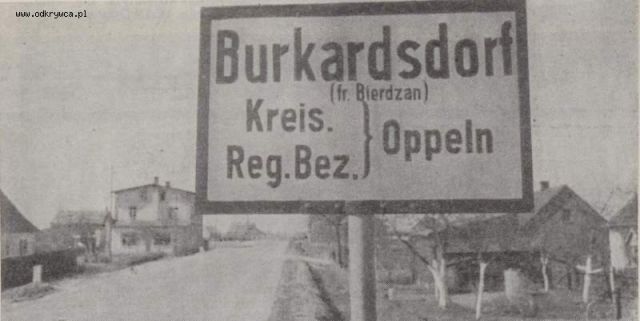 www.odkrywca.pl
Burkardsdorf
(fr. Bierdzan)
Kreis.
Reg.Bez. } Oppeln